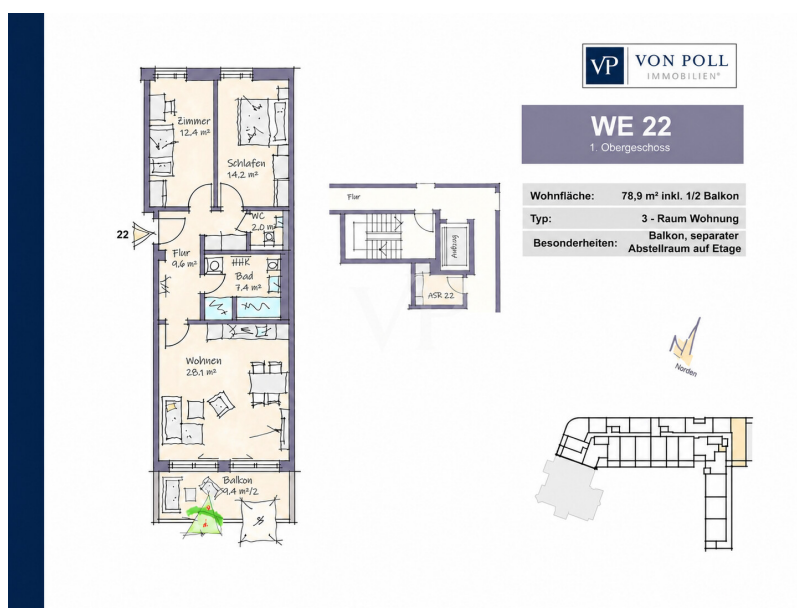 VP
VON POLL
IMMOBILIEN®
WE 22
1. Obergeschoss
Wohnfläche: 78,9 m² inkl. 1/2 Balkon
Typ: 3 - Raum Wohnung
Besonderheiten: Balkon, separater
Abstellraum auf Etage
Zimmer
12.4 m²
Schlafen
14.2 m²
WC
2.0 m²
22
Flur
9.6 m²
HHK
Bad
7.4 m²
Wohnen
28.1 m²
Balkon
9.4 m²/2
Flur
Aufzug
ASR 22
Norden
VP